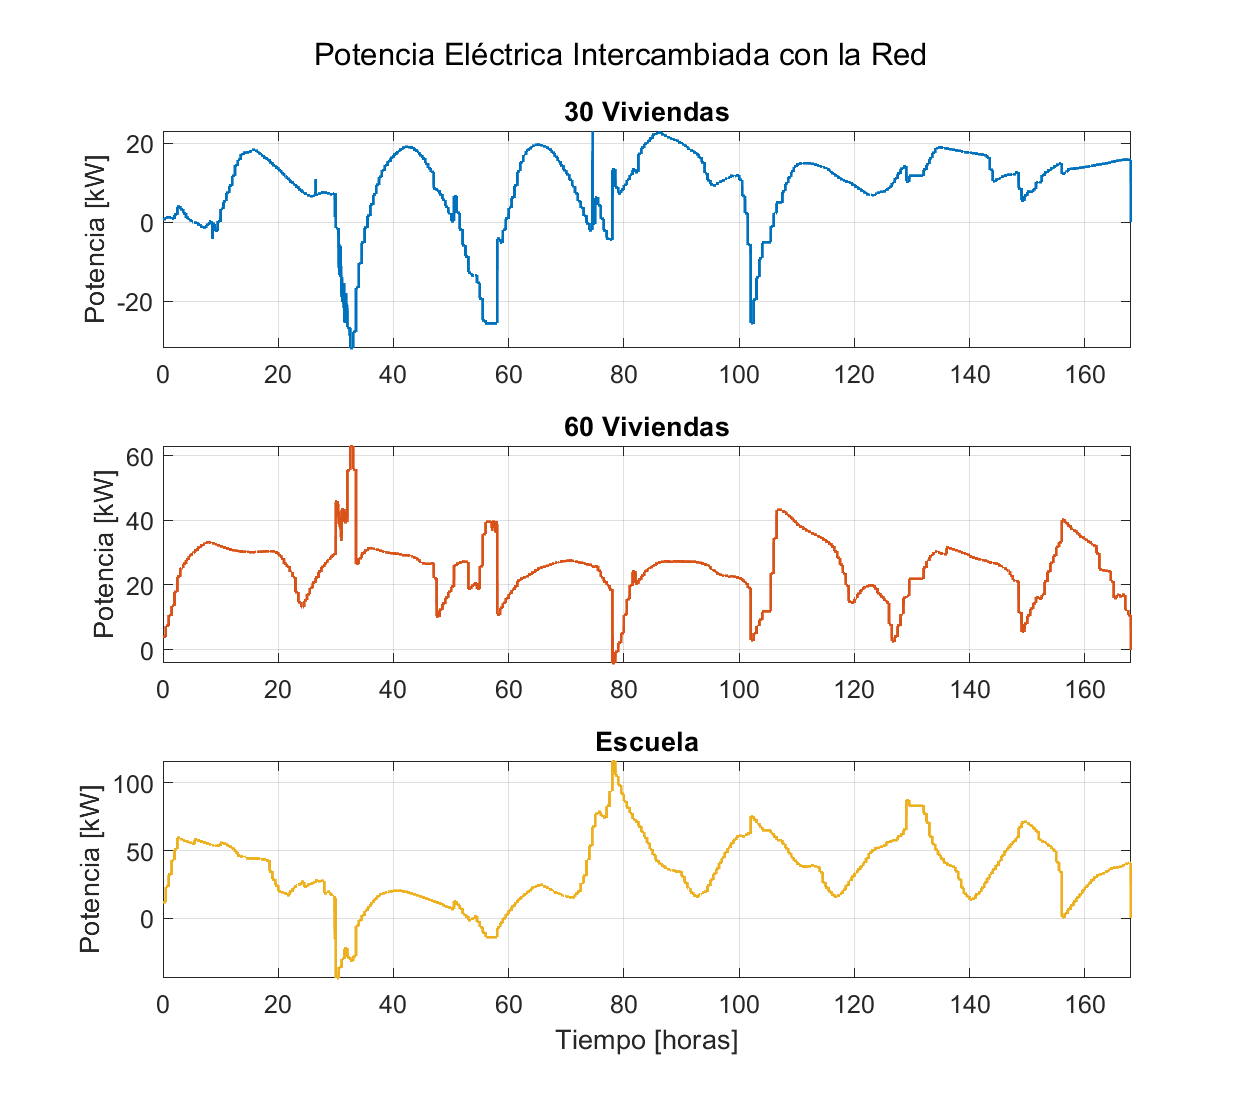 Potencia Eléctrica Intercambiada con la Red
30 Viviendas
Potencia [kW]
20
0
-20
0 20 40 60 80 100 120 140 160
60 Viviendas
Potencia [kW]
60
40
20
0
0 20 40 60 80 100 120 140 160
Escuela
Potencia [kW]
100
50
0
0 20 40 60 80 100 120 140 160
Tiempo [horas]